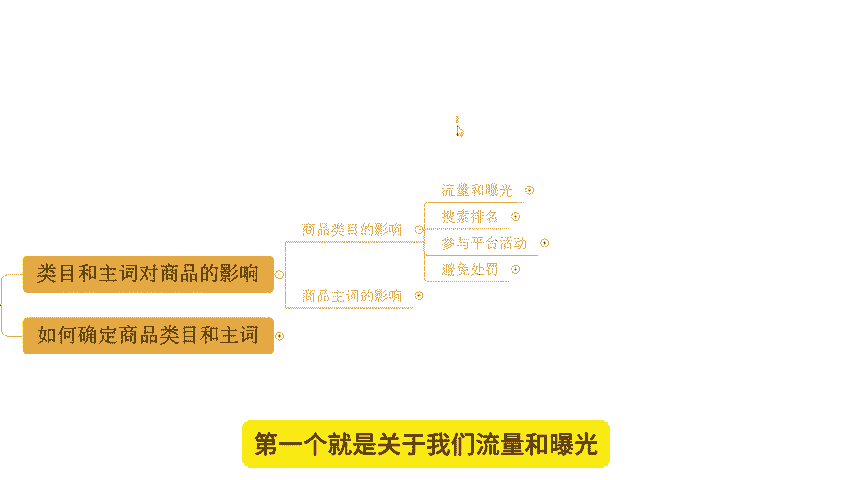 流量和曝光
搜索排名
商品类目的影响
参与平台活动
避免处罚
类目和主词对商品的影响
商品主词的影响
如何确定商品类目和主词
第一个就是关于我们流量和曝光